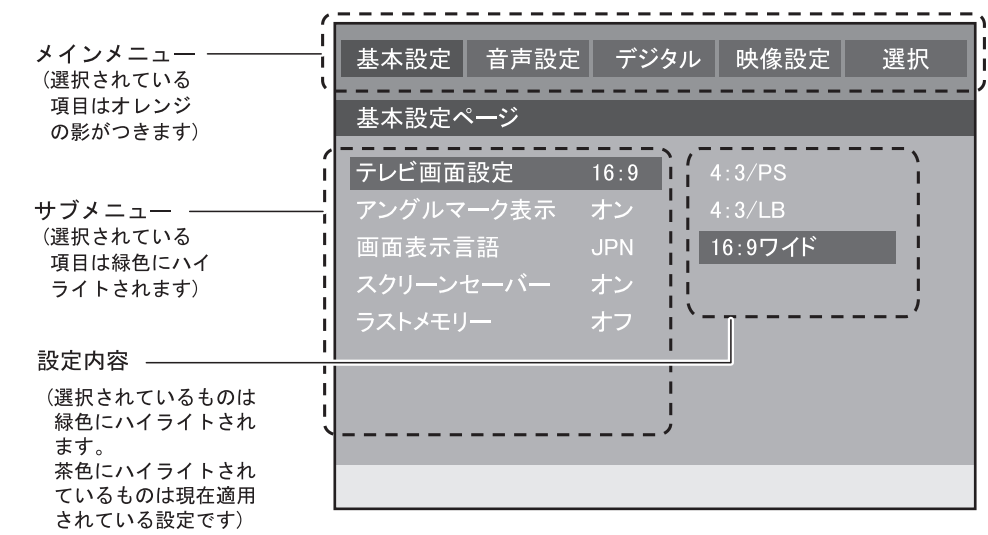 メインメニュー
(選択されている
項目はオレンジ
の影がつきます)
サブメニュー
(選択されている
項目は緑色にハイ
ライトされます)
設定内容
(選択されているものは
緑色にハイライトされ
ます。
茶色にハイライトされ
ているものは現在適用
されている設定です)
基本設定 音声設定 デジタル 映像設定 選択
基本設定ページ
テレビ画面設定 16:9
アングルマーク表示 オン
画面表示言語 JPN
スクリーンセーバー オン
ラストメモリー オフ
4:3/PS
4:3/LB
16:9ワイド